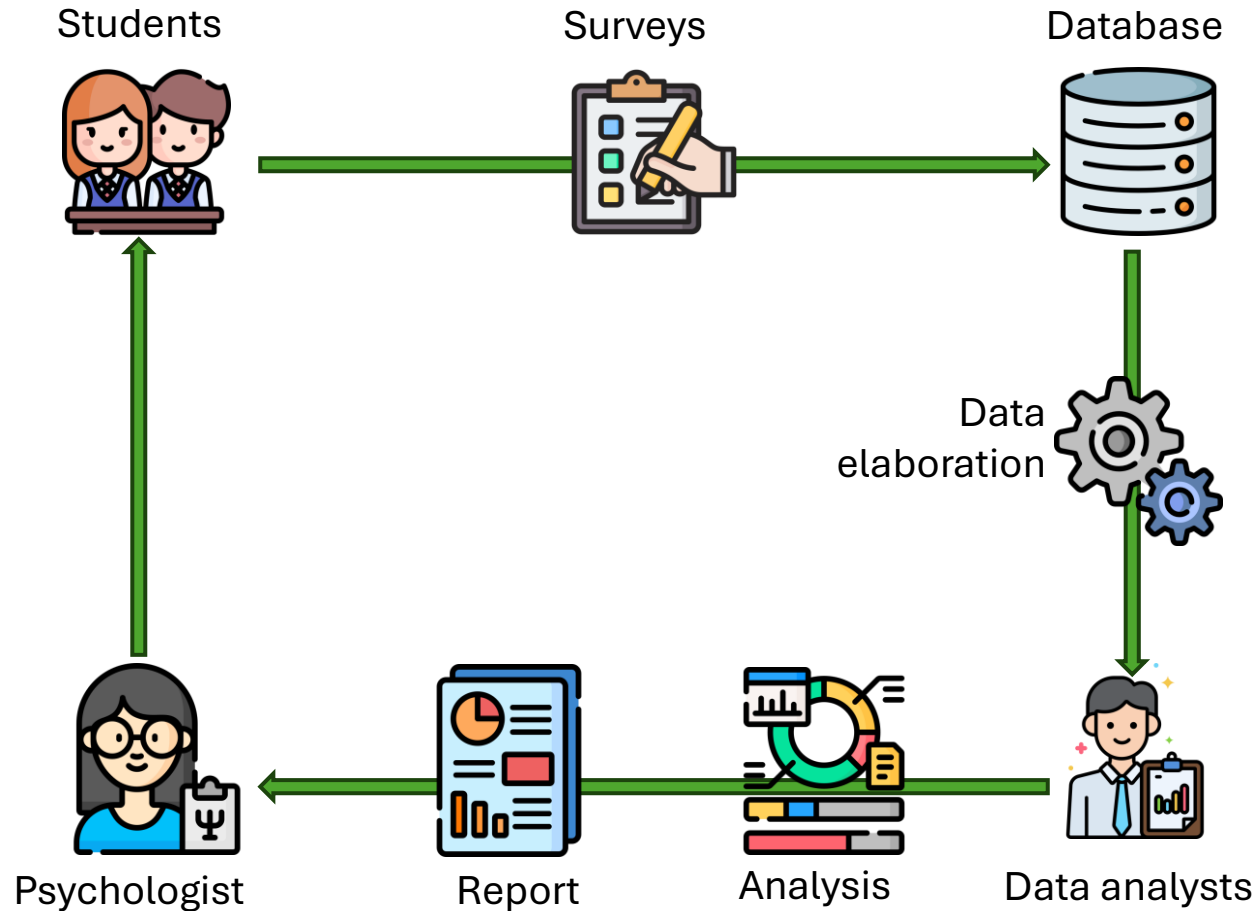 Students
Surveys
Database
Data
elaboration
Psychologist
Report
Analysis
Data analysts